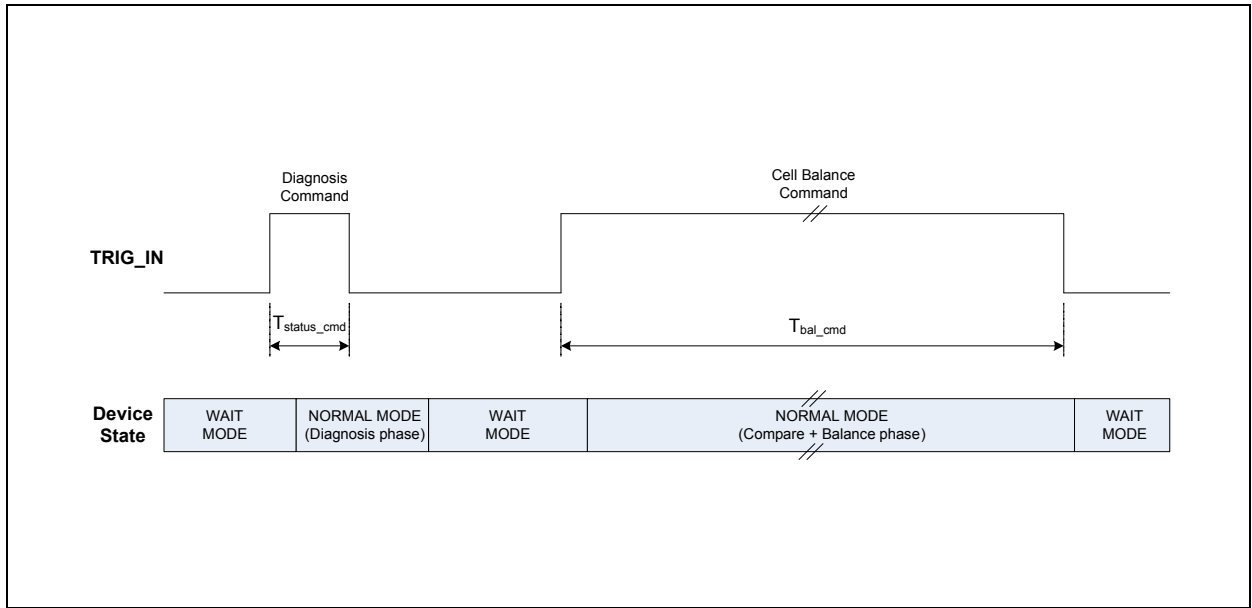 Diagnosis
Command
Cell Balance
Command
TRIG_IN
Tstatus_cmd
Tbal_cmd
Device
State
WAIT
MODE
NORMAL MODE
(Diagnosis phase)
WAIT
MODE
NORMAL MODE
(Compare + Balance phase)
WAIT
MODE